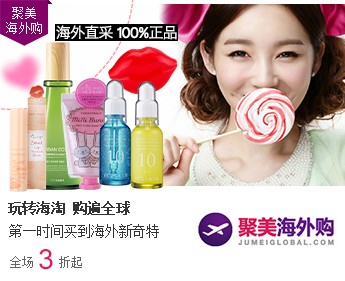 聚美
海外购
海外直采 100%正品
玩转海淘 购遍全球
第一时间买到海外新奇特
全场 3 折起
聚美海外购
JUMEIGLOBAL.COM